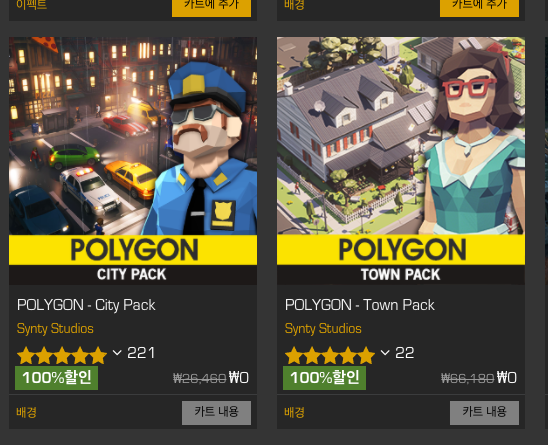 이펙트
카트에 추가
배경
카트에 추가
POLYGON
CITY PACK
POLYGON
TOWN PACK
POLYGON - City Pack
Synty Studios
221
100%할인
₩26,460 ₩0
배경
카트 내용
POLYGON - Town Pack
Synty Studios
22
100%할인
₩66,180 ₩0
배경
카트 내용